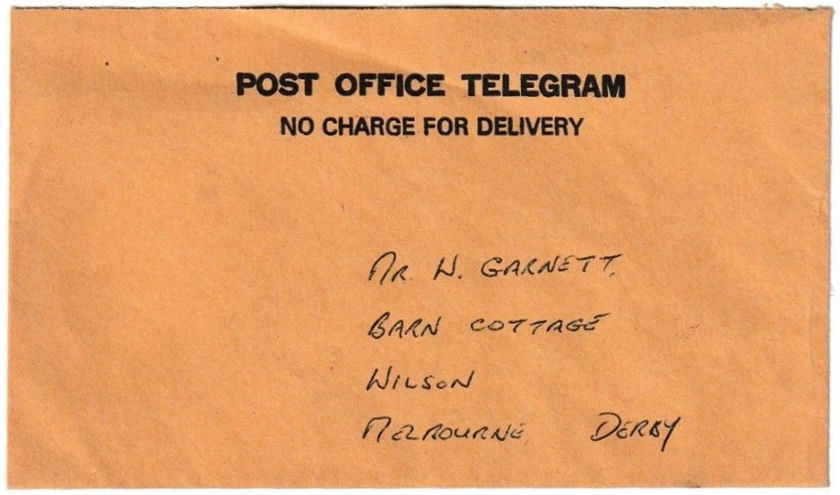 POST OFFICE TELEGRAM
NO CHARGE FOR DELIVERY
Mr. W. GARNETT,
BARN COTTAGE
WILSON
MELBOURNE, DERBY